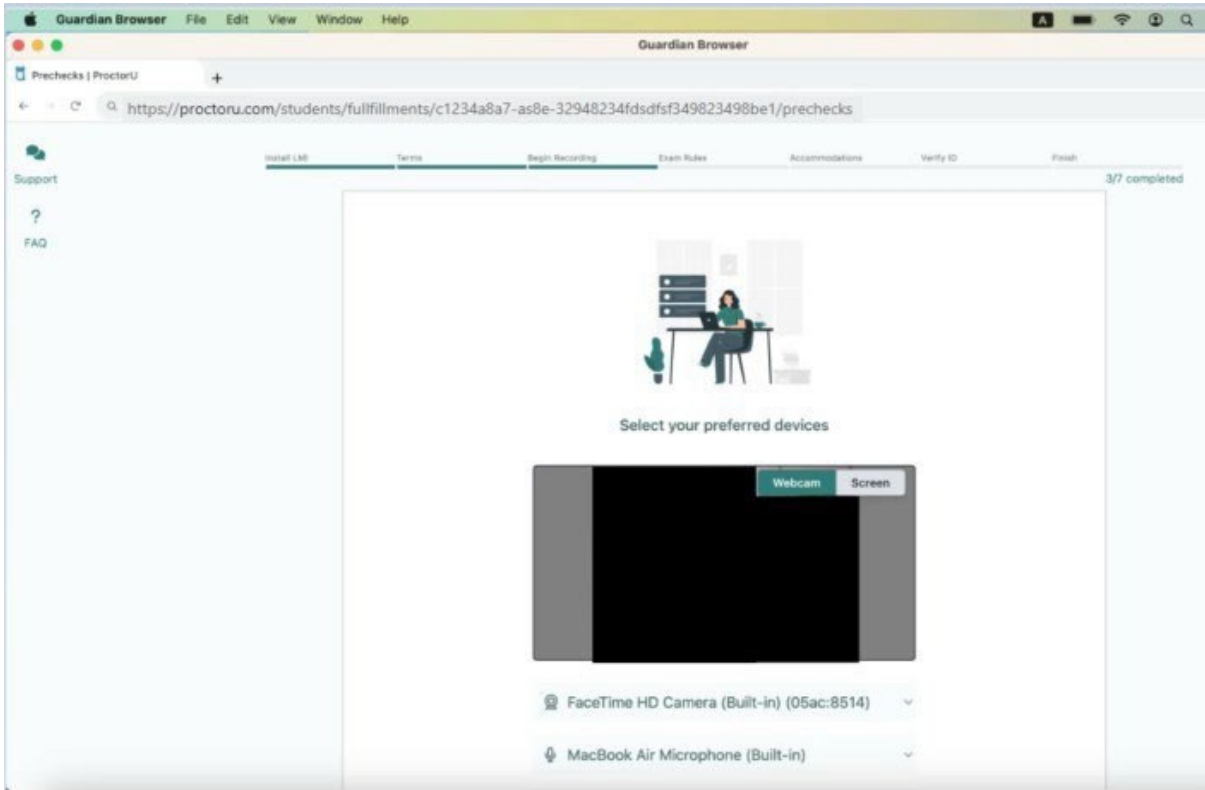 Guardian Browser File Edit View Window Help A
Guardian Browser
Prechecks | ProctorU +
https://proctoru.com/students/fullfillments/c1234a8a7-as8e-32948234fdsdfsf349823498be1/prechecks
Support
? FAQ
Install LMI Terms Begin Recording Exam Rules Accommodations Verify ID Finish
3/7 completed
Select your preferred devices
Webcam Screen
FaceTime HD Camera (Built-in) (05ac:8514)
MacBook Air Microphone (Built-in)